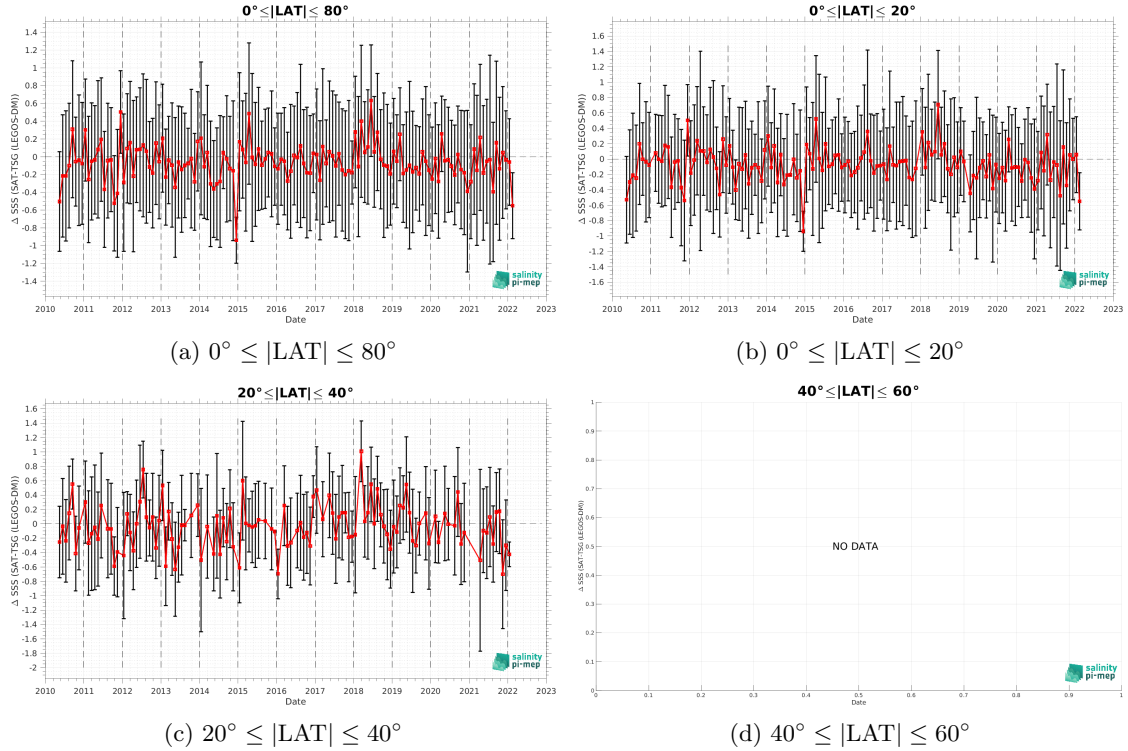 0°≤|LAT|≤ 80°
Δ SSS (SAT-TSG (LEGOS-DM))
1.4
1.2
1
0.8
0.6
0.4
0.2
0
-0.2
-0.4
-0.6
-0.8
-1
-1.2
-1.4
2010 2011 2012 2013 2014 2015 2016 2017 2018 2019 2020 2021 2022 2023
Date
salinity
pi-mep
(a) 0° ≤ |LAT| ≤ 80°
0°≤|LAT|≤ 20°
Δ SSS (SAT-TSG (LEGOS-DM))
1.6
1.4
1.2
1
0.8
0.6
0.4
0.2
0
-0.2
-0.4
-0.6
-0.8
-1
-1.2
-1.4
-1.6
2010 2011 2012 2013 2014 2015 2016 2017 2018 2019 2020 2021 2022 2023
Date
salinity
pi-mep
(b) 0° ≤ |LAT| ≤ 20°
20°≤|LAT|≤ 40°
Δ SSS (SAT-TSG (LEGOS-DM))
1.6
1.4
1.2
1
0.8
0.6
0.4
0.2
0
-0.2
-0.4
-0.6
-0.8
-1
-1.2
-1.4
-1.6
-1.8
-2
2010 2011 2012 2013 2014 2015 2016 2017 2018 2019 2020 2021 2022 2023
Date
salinity
pi-mep
(c) 20° ≤ |LAT| ≤ 40°
40°≤|LAT|≤ 60°
Δ SSS (SAT-TSG (LEGOS-DM))
1
0.9
0.8
0.7
0.6
0.5
0.4
0.3
0.2
0.1
0
NO DATA
0 0.1 0.2 0.3 0.4 0.5 0.6 0.7 0.8 0.9 1
Date
salinity
pi-mep
(d) 40° ≤ |LAT| ≤ 60°